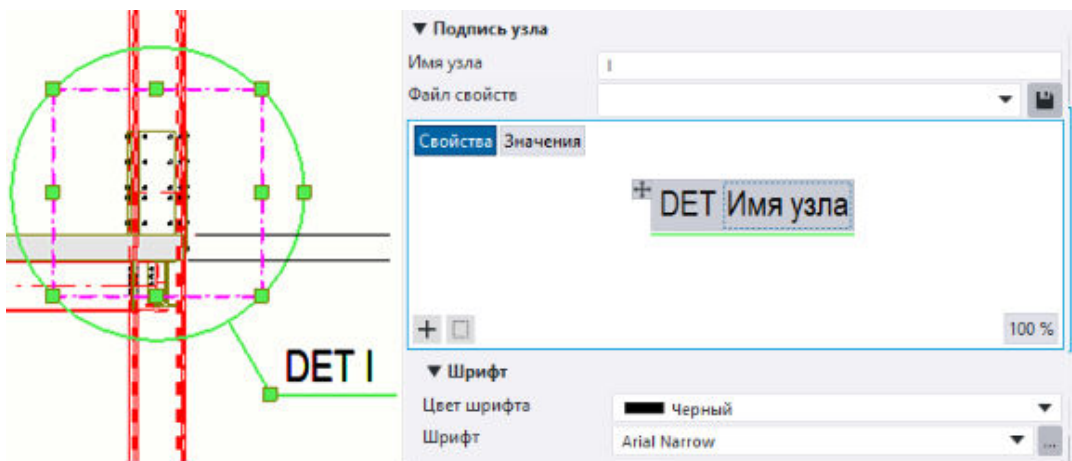 Подпись узла
Имя узла I
Файл свойств
Свойства Значения
DET Имя узла
100 %
DET I
Шрифт
Цвет шрифта Черный
Шрифт Arial Narrow ...